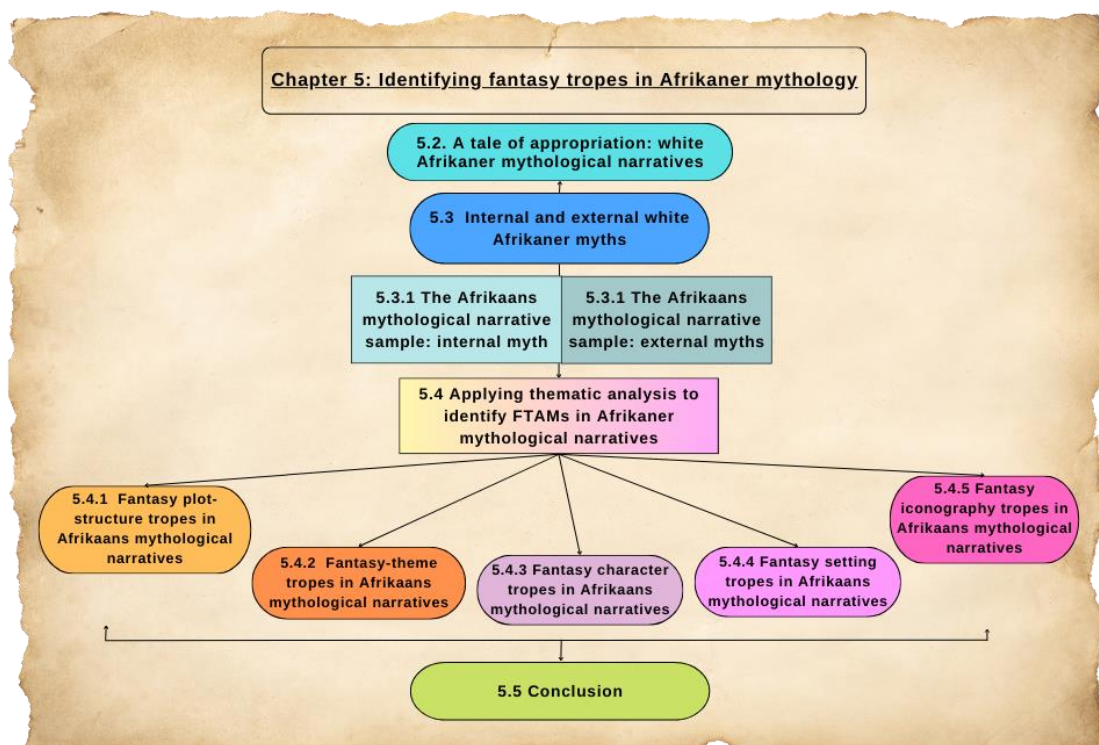 Chapter 5: Identifying fantasy tropes in Afrikaner mythology
5.2. A tale of appropriation: white
Afrikaner mythological narratives
5.3 Internal and external white
Afrikaner myths
5.3.1 The Afrikaans
mythological narrative
sample: internal myth
5.3.1 The Afrikaans
mythological narrative
sample: external myths
5.4 Applying thematic analysis to
identify FTAMs in Afrikaner
mythological narratives
5.4.1 Fantasy plot-
structure tropes in
Afrikaans mythological
narratives
5.4.2 Fantasy-theme
tropes in Afrikaans
mythological narratives
5.4.3 Fantasy character
tropes in Afrikaans
mythological narratives
5.4.4 Fantasy setting
tropes in Afrikaans
mythological narratives
5.4.5 Fantasy
iconography tropes in
Afrikaans mythological
narratives
5.5 Conclusion